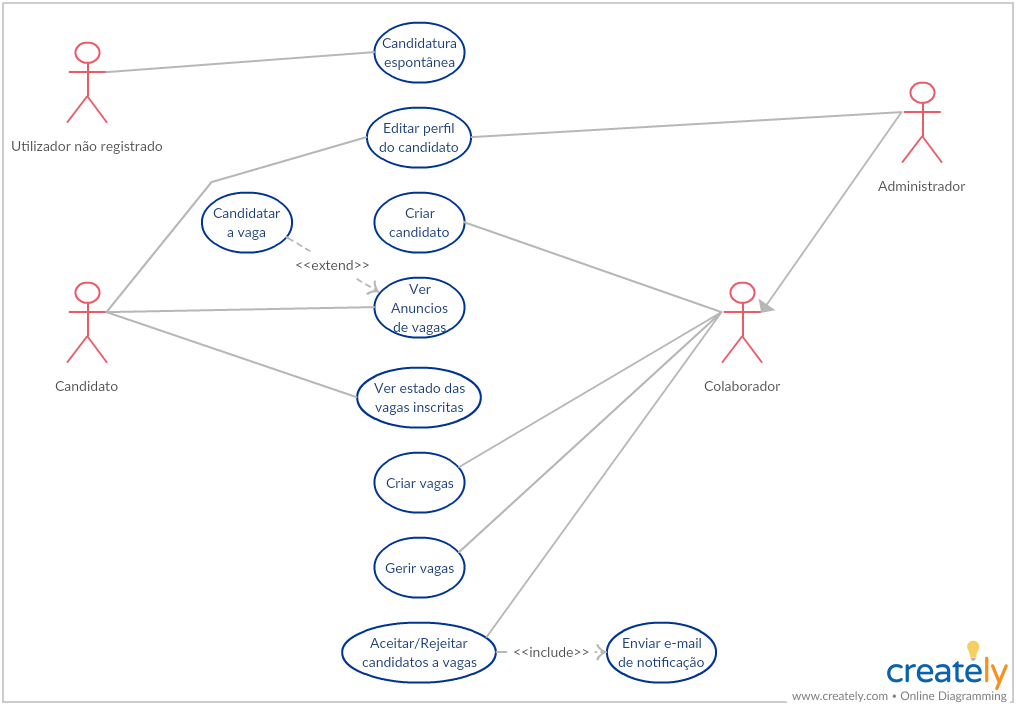 Candidatura
espontânea
Utilizador não registrado
Editar perfil
do candidato
Administrador
Candidatar
a vaga
Criar
candidato
<<extend>>
Ver
Anuncios
de vagas
Candidato
Colaborador
Ver estado das
vagas inscritas
Criar vagas
Gerir vagas
Aceitar/Rejeitar
candidatos a vagas
<<include>>
Enviar e-mail
de notificação
creately
www.creately.com • Online Diagramming